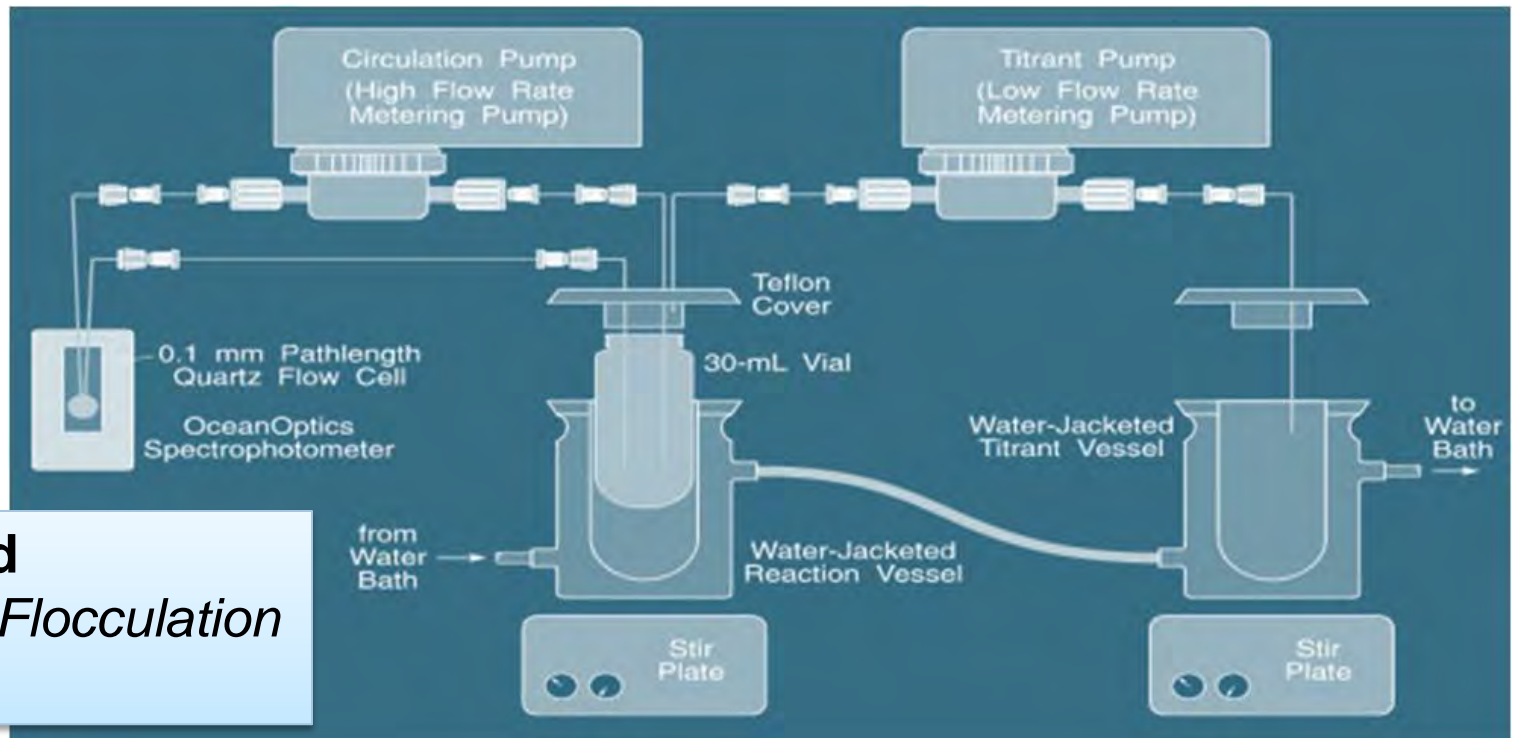 Circulation Pump
(High Flow Rate
Metering Pump)
Titrant Pump
(Low Flow Rate
Metering Pump)
Teflon
Cover
30-mL Vial
0.1 mm Pathlength
Quartz Flow Cell
OceanOptics
Spectrophotometer
Water-Jacketed
Titrant Vessel
to
Water
Bath
from
Water
Bath
Water-Jacketed
Reaction Vessel
Stir
Plate
Stir
Plate
Flocculation